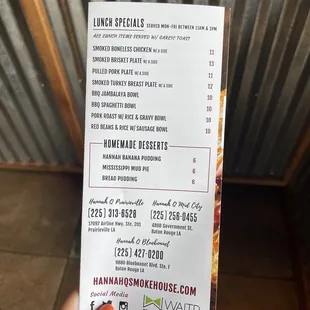 LUNCH SPECIALS SERVED MON-FRI BETWEEN 11AM & 3PM
ALL LUNCH ITEMS SERVED W/ GARLIC TOAST
SMOKED BONELESS CHICKEN W/ A SIDE 11
SMOKED BRISKET PLATE W/ A SIDE 13
PULLED PORK PLATE W/ A SIDE 11
SMOKED TURKEY BREAST PLATE W/ A SIDE 12
BBQ JAMBALAYA BOWL 10
BBQ SPAGHETTI BOWL 10
PORK ROAST W/ RICE & GRAVY BOWL 10
RED BEANS & RICE W/ SAUSAGE BOWL 10
HOMEMADE DESSERTS
HANNAH BANANA PUDDING 6
MISSISSIPPI MUD PIE 6
BREAD PUDDING 6
Hannah Q Prairieville
(225) 313-6528
17097 Airline Hwy. Ste. 201
Prairieville LA
Hannah Q Mid City
(225) 256-0455
4808 Government St.
Baton Rouge LA
Hannah Q Bluebonnet
(225) 427-0200
9880 Bluebonnet Blvd. Ste. I
Baton Rouge LA
HANNAHQSMOKEHOUSE.COM
Social Media
WAITR